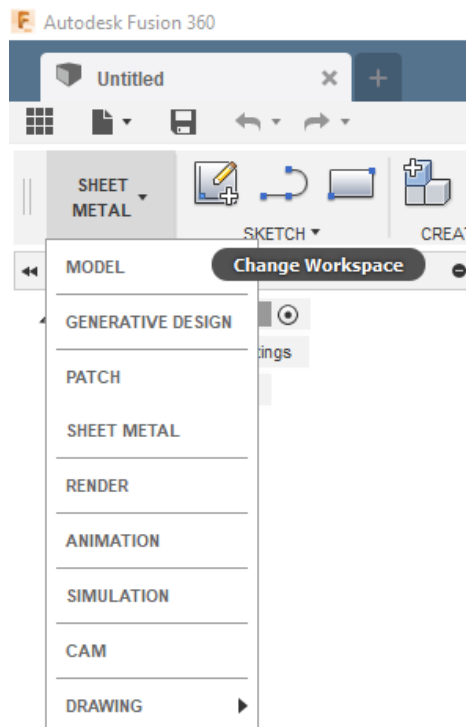 Autodesk Fusion 360
Untitled
SHEET
METAL
SKETCH
CREAT
MODEL
Change Workspace
GENERATIVE DESIGN
tings
PATCH
SHEET METAL
RENDER
ANIMATION
SIMULATION
CAM
DRAWING